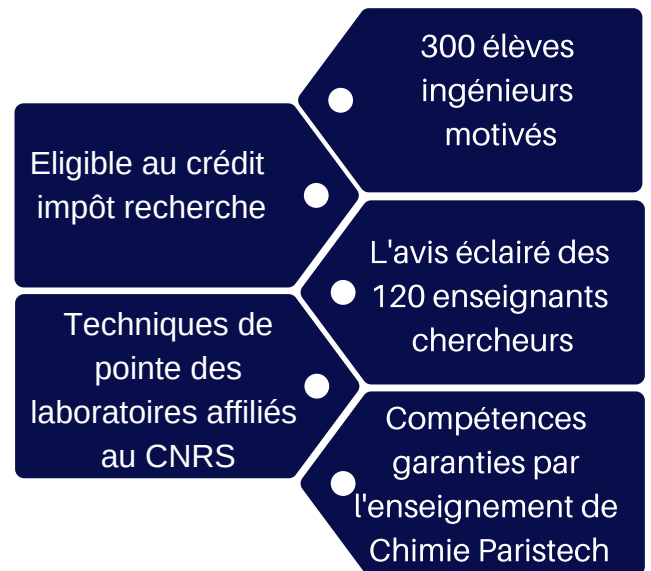 300 élèves
ingénieurs
motivés
Eligible au crédit
impôt recherche
L'avis éclairé des
120 enseignants
chercheurs
Techniques de
pointe des
laboratoires affiliés
au CNRS
Compétences
garanties par
l'enseignement de
Chimie Paristech